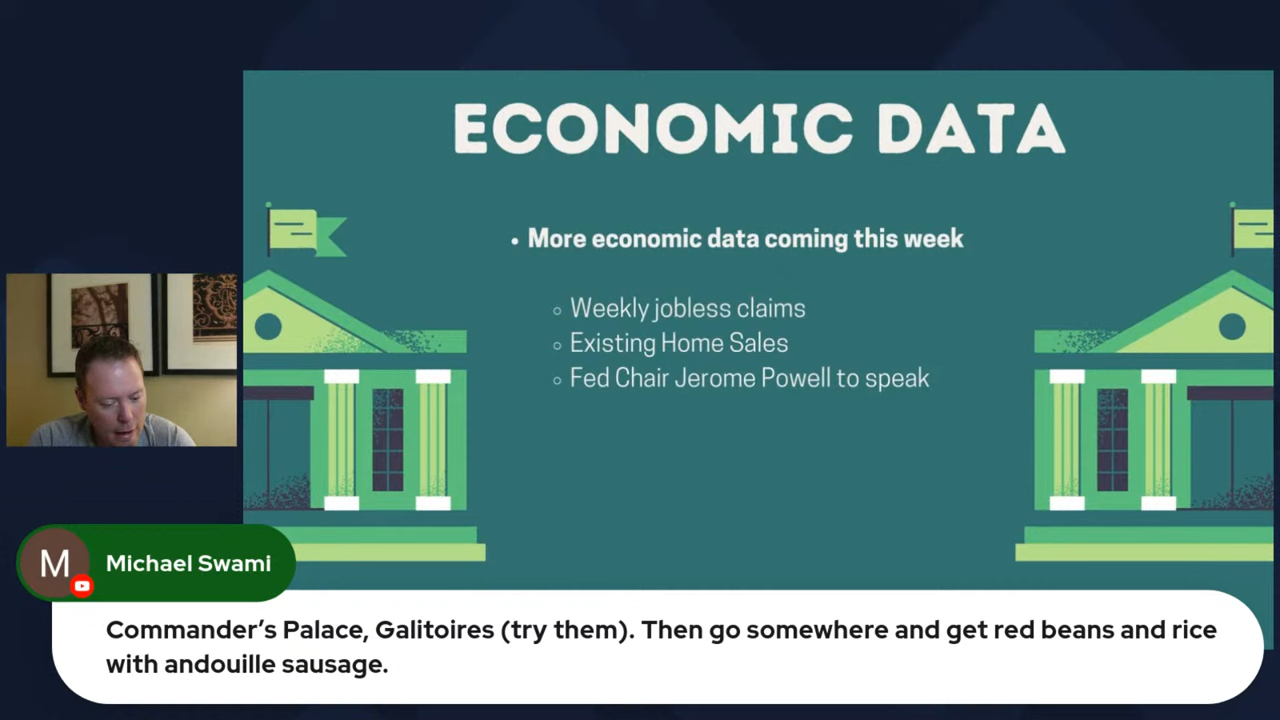 ECONOMIC DATA
• More economic data coming this week
○ Weekly jobless claims
○ Existing Home Sales
○ Fed Chair Jerome Powell to speak
M
Michael Swami
Commander's Palace, Galitoires (try them). Then go somewhere and get red beans and rice
with andouille sausage.